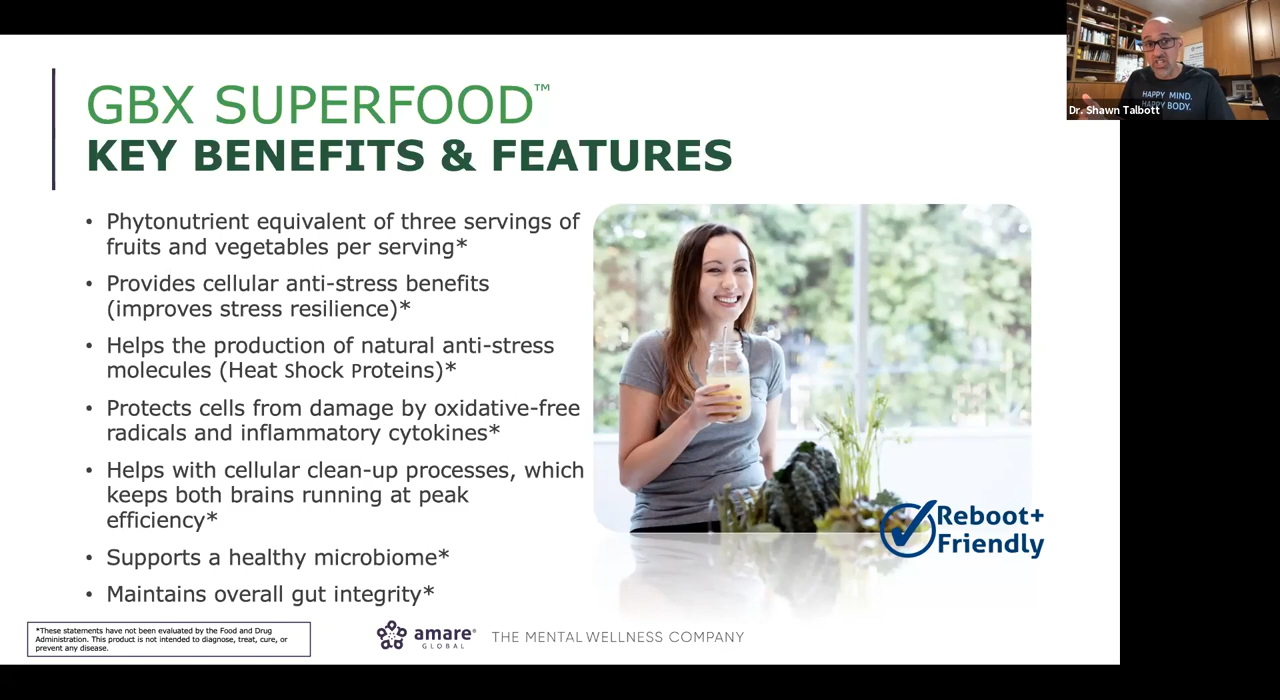 GBX SUPERFOOD™
KEY BENEFITS & FEATURES
• Phytonutrient equivalent of three servings of
fruits and vegetables per serving*
• Provides cellular anti-stress benefits
(improves stress resilience)*
• Helps the production of natural anti-stress
molecules (Heat Shock Proteins)*
• Protects cells from damage by oxidative-free
radicals and inflammatory cytokines*
• Helps with cellular clean-up processes, which
keeps both brains running at peak
efficiency*
• Supports a healthy microbiome*
• Maintains overall gut integrity*
Reboot+
Friendly
*These statements have not been evaluated by the Food and Drug
Administration. This product is not intended to diagnose, treat, cure, or
prevent any disease.
amare®
GLOBAL
THE MENTAL WELLNESS COMPANY
HAPPY MIND.
HAPPY BODY.
Dr. Shawn Talbott